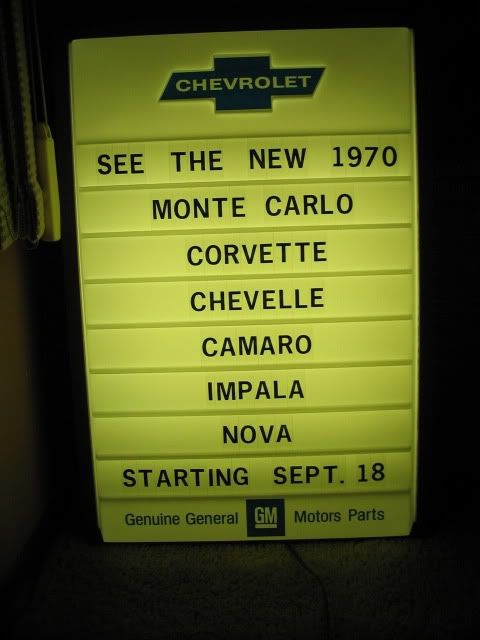 CHEVROLET
SEE THE NEW 1970
MONTE CARLO
CORVETTE
CHEVELLE
CAMARO
IMPALA
NOVA
STARTING SEPT. 18
Genuine General GM Motors Parts